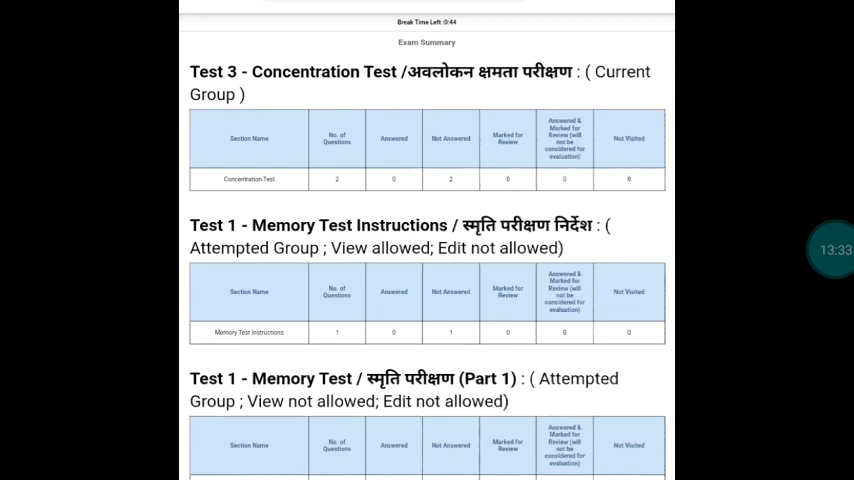 Break Time Left :0:44
Exam Summary
Test 3 - Concentration Test /अवलोकन क्षमता परीक्षण : ( Current
Group )
Section Name
No. of
Questions
Answered
Not Answered
Marked for
Review
Answered &
Marked for
Review (will
not be
considered for
evaluation)
Not Visited
Concentration Test 2 0 2 0 0 0
Test 1 - Memory Test Instructions / स्मृति परीक्षण निर्देश : (
Attempted Group ; View allowed; Edit not allowed)
Section Name
No. of
Questions
Answered
Not Answered
Marked for
Review
Answered &
Marked for
Review (will
not be
considered for
evaluation)
Not Visited
Memory Test Instructions 1 0 1 0 0 0
Test 1 - Memory Test / स्मृति परीक्षण (Part 1) : ( Attempted
Group ; View not allowed; Edit not allowed)
Section Name
No. of
Questions
Answered
Not Answered
Marked for
Review
Answered &
Marked for
Review (will
not be
considered for
evaluation)
Not Visited
13:33